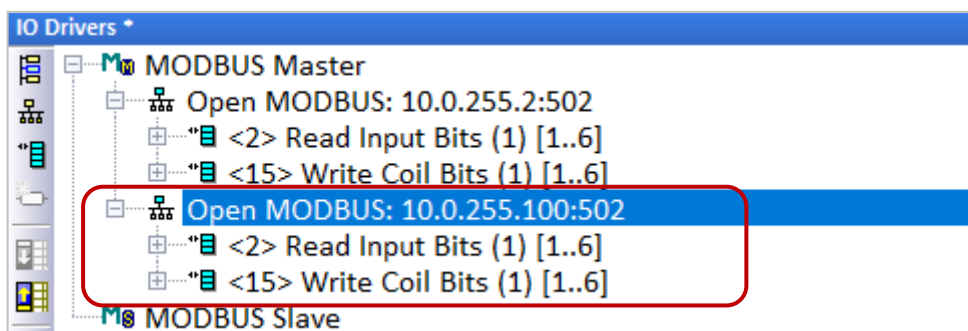 IO Drivers *
MODBUS Master
Open MODBUS: 10.0.255.2:502
<2> Read Input Bits (1) [1..6]
<15> Write Coil Bits (1) [1..6]
Open MODBUS: 10.0.255.100:502
<2> Read Input Bits (1) [1..6]
<15> Write Coil Bits (1) [1..6]
MODBUS Slave